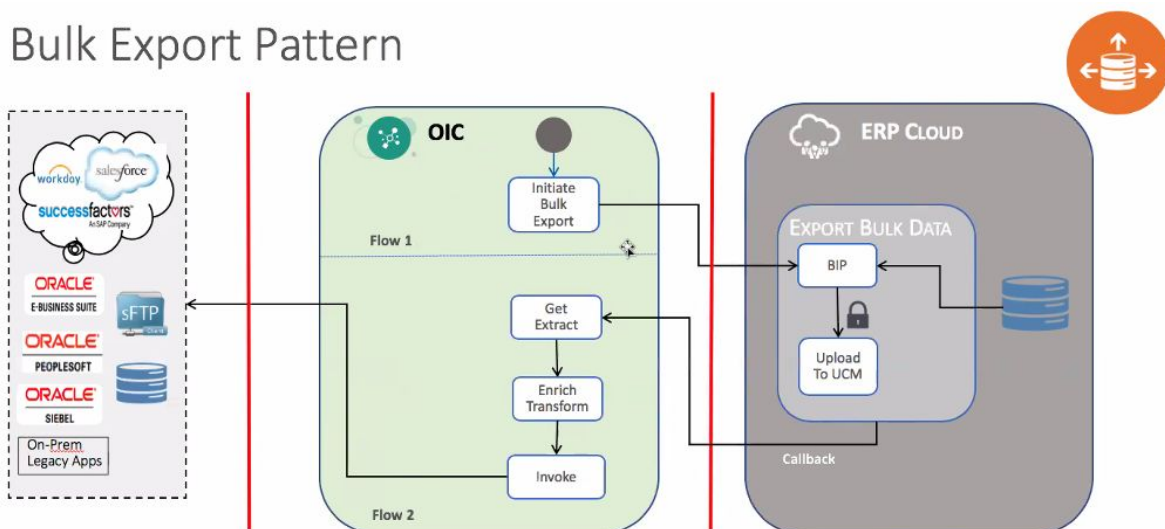 Bulk Export Pattern
workday.
salesforce
successfactors™
An SAP Company
ORACLE®
E-BUSINESS SUITE
sFTP
Client
ORACLE®
PEOPLESOFT
ORACLE®
SIEBEL
On-Prem
Legacy Apps
OIC
Initiate
Bulk
Export
Flow 1
Get
Extract
Enrich
Transform
Invoke
Flow 2
ERP CLOUD
EXPORT BULK DATA
BIP
Upload
To UCM
Callback